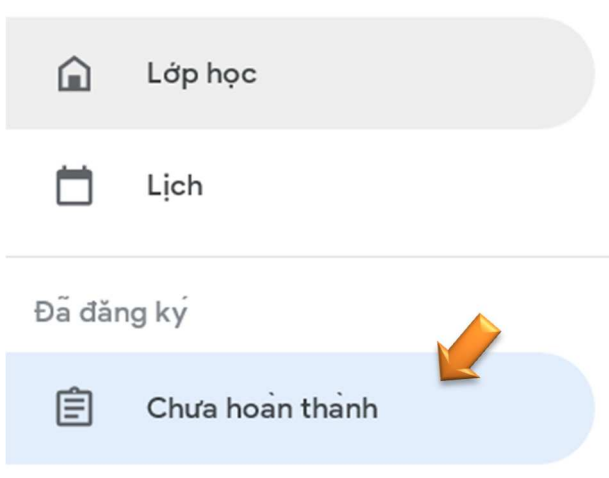 Lớp học
Lịch
Đã đăng ký
Chưa hoàn thành